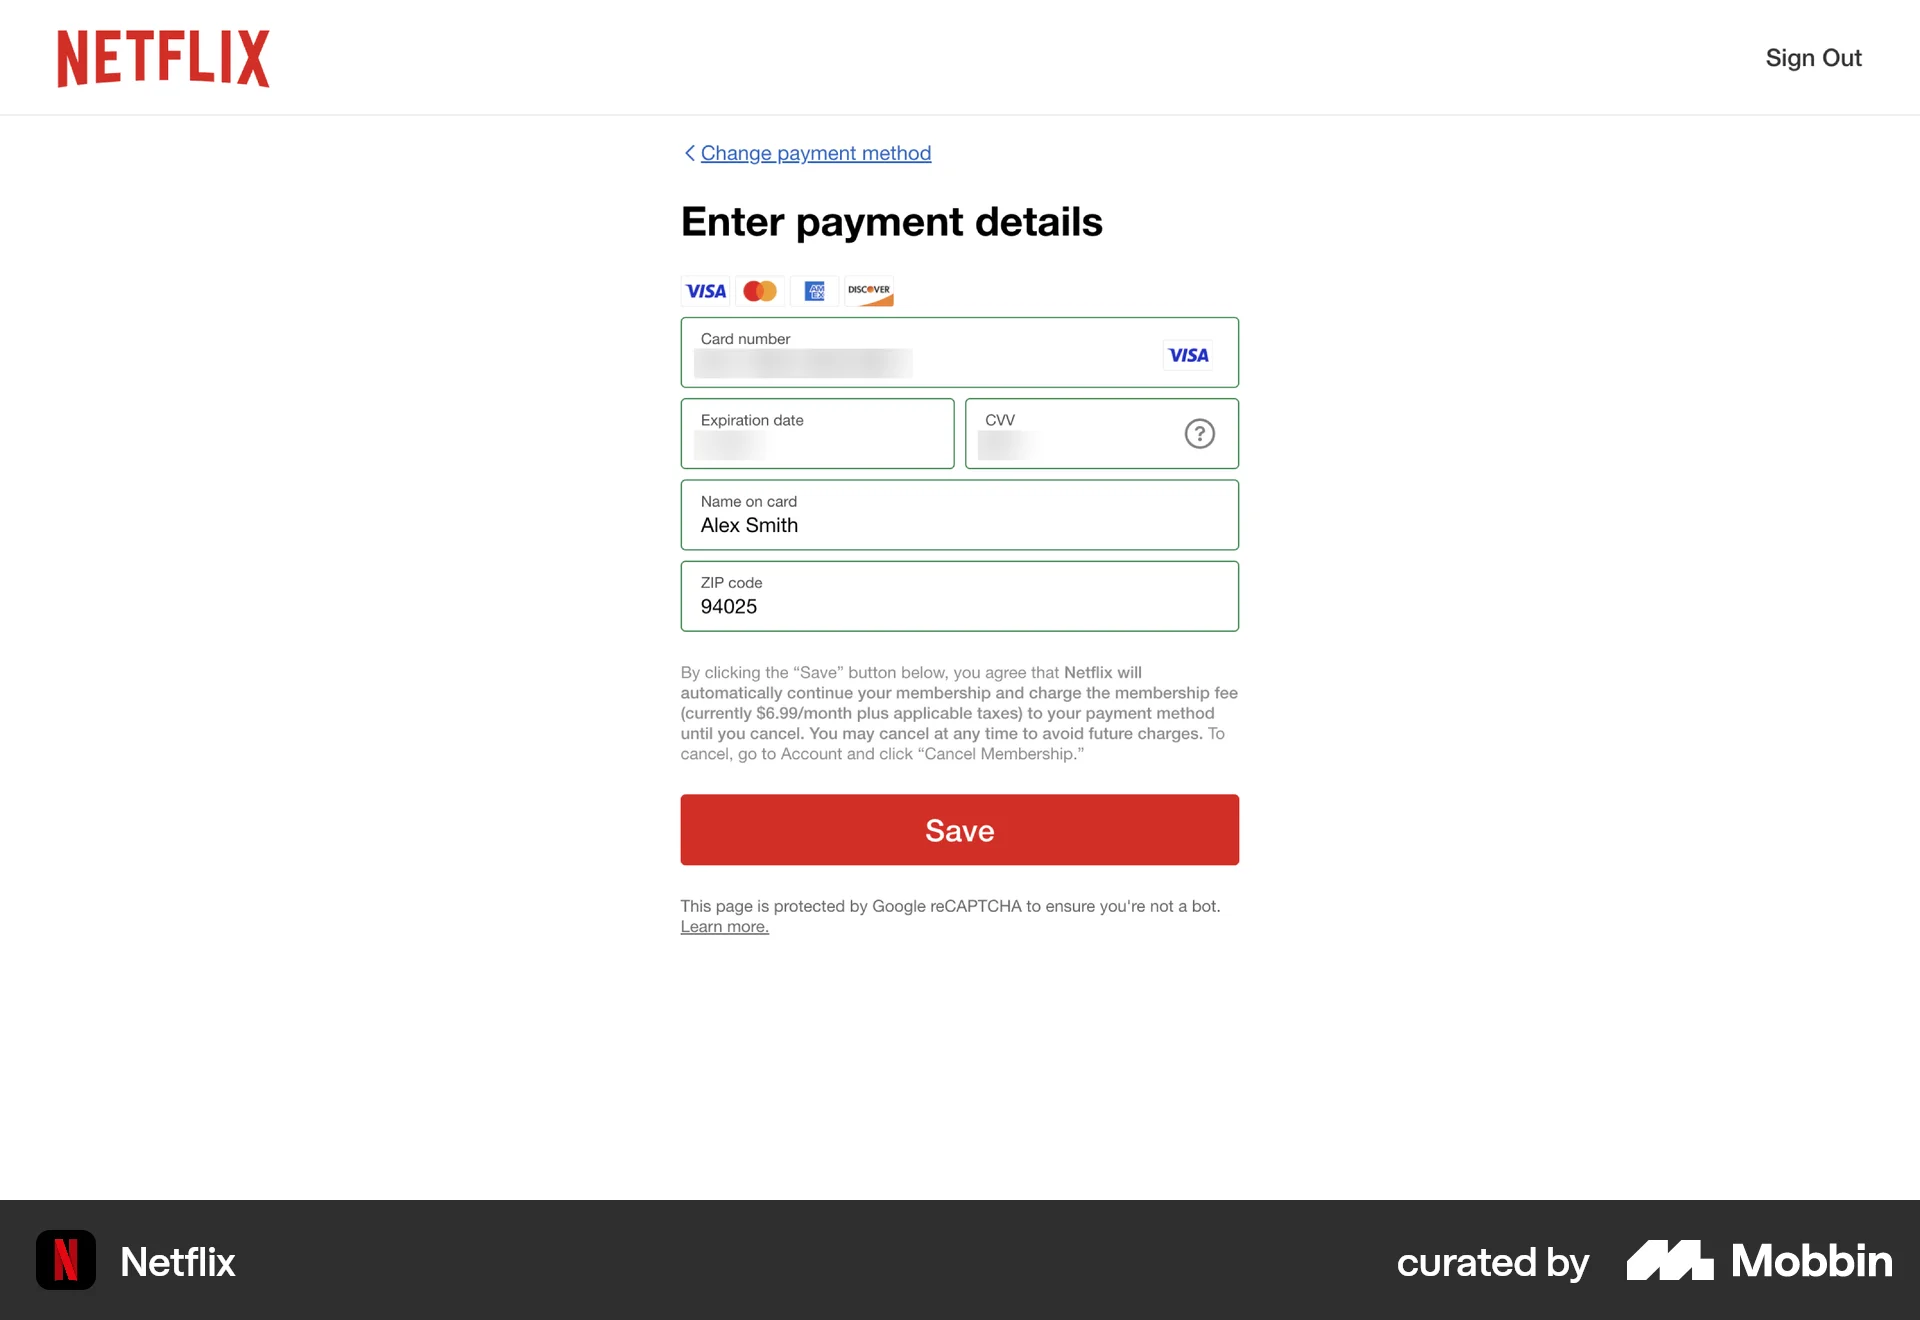 NETFLIX
Sign Out
Change payment method
Enter payment details
VISA AM EX DISCOVER
Card number
VISA
Expiration date
CVV
?
Name on card
Alex Smith
ZIP code
94025
By clicking the “Save” button below, you agree that Netflix will
automatically continue your membership and charge the membership fee
(currently $6.99/month plus applicable taxes) to your payment method
until you cancel. You may cancel at any time to avoid future charges. To
cancel, go to Account and click “Cancel Membership.”
Save
This page is protected by Google reCAPTCHA to ensure you're not a bot.
Learn more.
N Netflix
curated by Mobbin